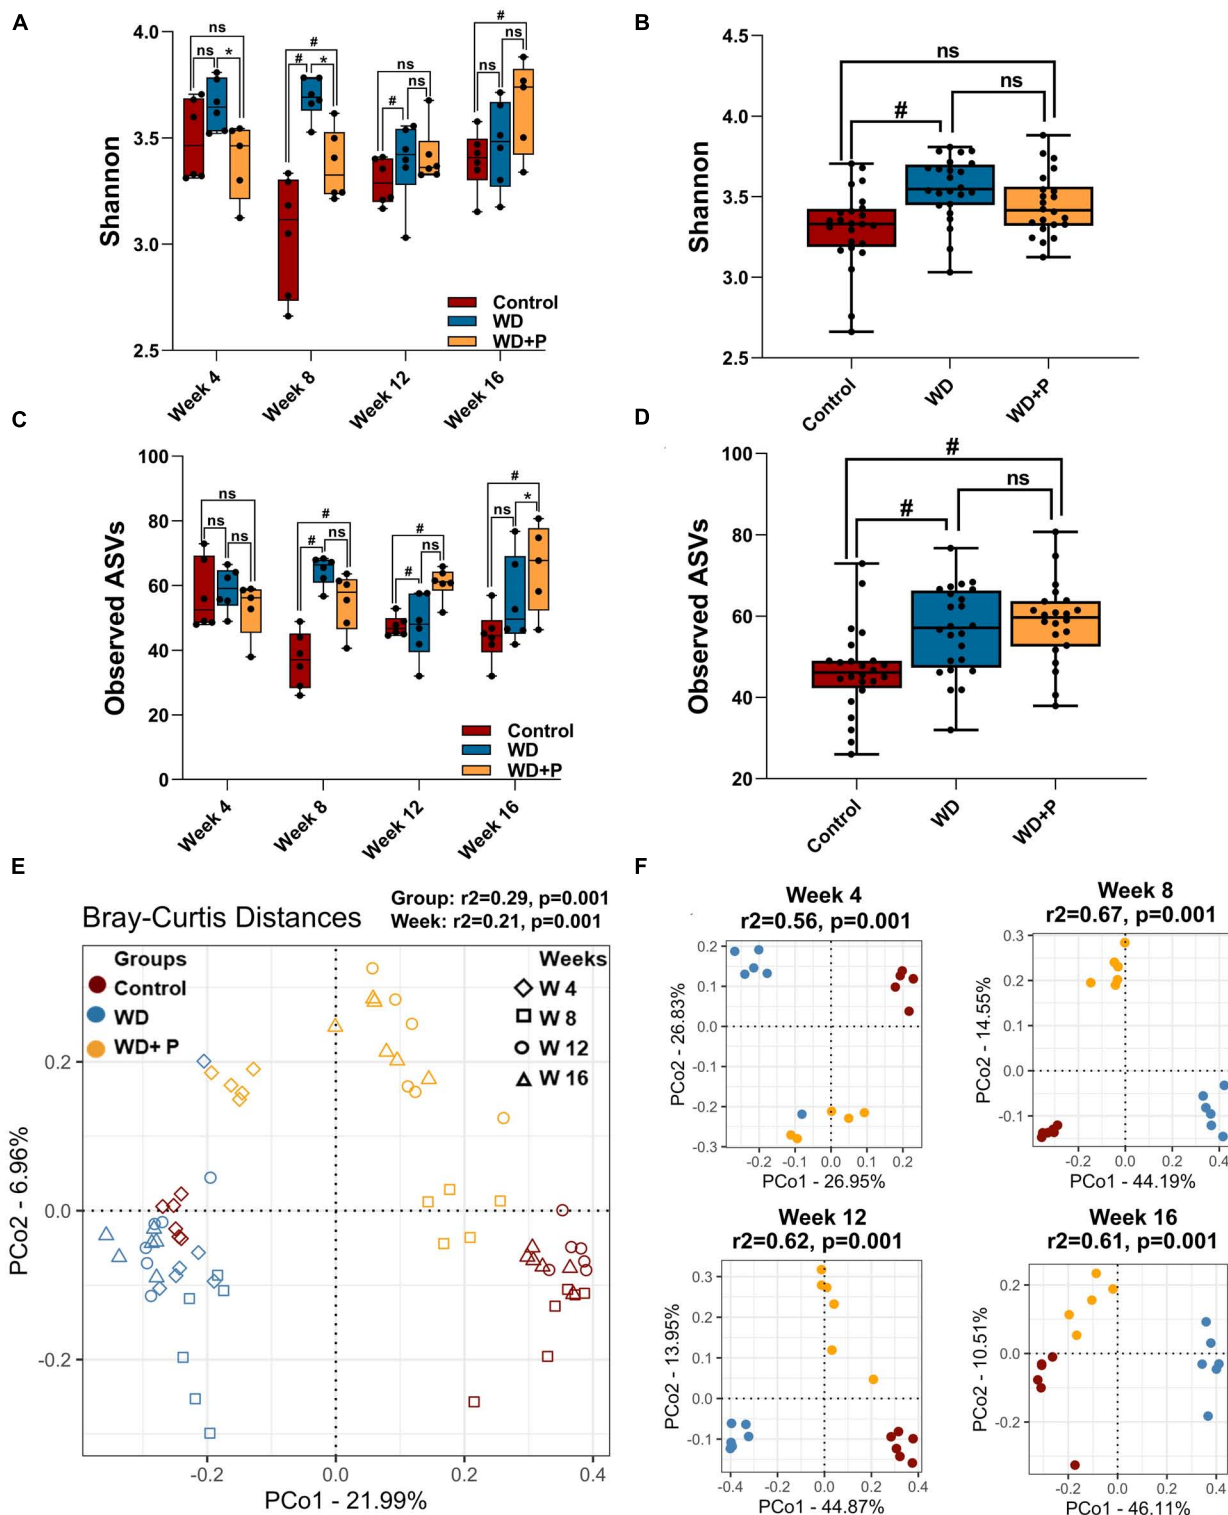 A
Shannon
4.0
3.5
3.0
2.5
ns
ns
*
#
#
*
ns
#
ns
#
ns
ns
Control
WD
WD+P
Week 4
Week 8
Week 12
Week 16
B
Shannon
4.5
4.0
3.5
3.0
2.5
ns
ns
#
Control
WD
WD+P
C
Observed ASVs
100
80
60
40
20
0
ns
ns
ns
#
#
ns
#
#
ns
#
ns
*
Control
WD
WD+P
Week 4
Week 8
Week 12
Week 16
D
Observed ASVs
100
80
60
40
20
#
#
ns
Control
WD
WD+P
E
Bray-Curtis Distances
Group: r2=0.29, p=0.001
Week: r2=0.21, p=0.001
Groups
Control
WD
WD+ P
Weeks
W 4
W 8
W 12
W 16
PCo2 - 6.96%
0.2
0.0
-0.2
-0.2
0.0
0.2
0.4
PCo1 - 21.99%
F
Week 4
r2=0.56, p=0.001
PCo2 - 26.83%
0.2
0.1
0.0
-0.1
-0.2
-0.3
-0.2
-0.1
0.0
0.1
0.2
PCo1 - 26.95%
Week 8
r2=0.67, p=0.001
PCo2 - 14.55%
0.3
0.2
0.1
0.0
-0.1
-0.2
0.0
0.2
0.4
PCo1 - 44.19%
Week 12
r2=0.62, p=0.001
PCo2 - 13.95%
0.3
0.2
0.1
0.0
-0.1
-0.4
-0.2
0.0
0.2
0.4
PCo1 - 44.87%
Week 16
r2=0.61, p=0.001
PCo2 - 10.51%
0.2
0.0
-0.2
-0.2
0.0
0.2
0.4
PCo1 - 46.11%